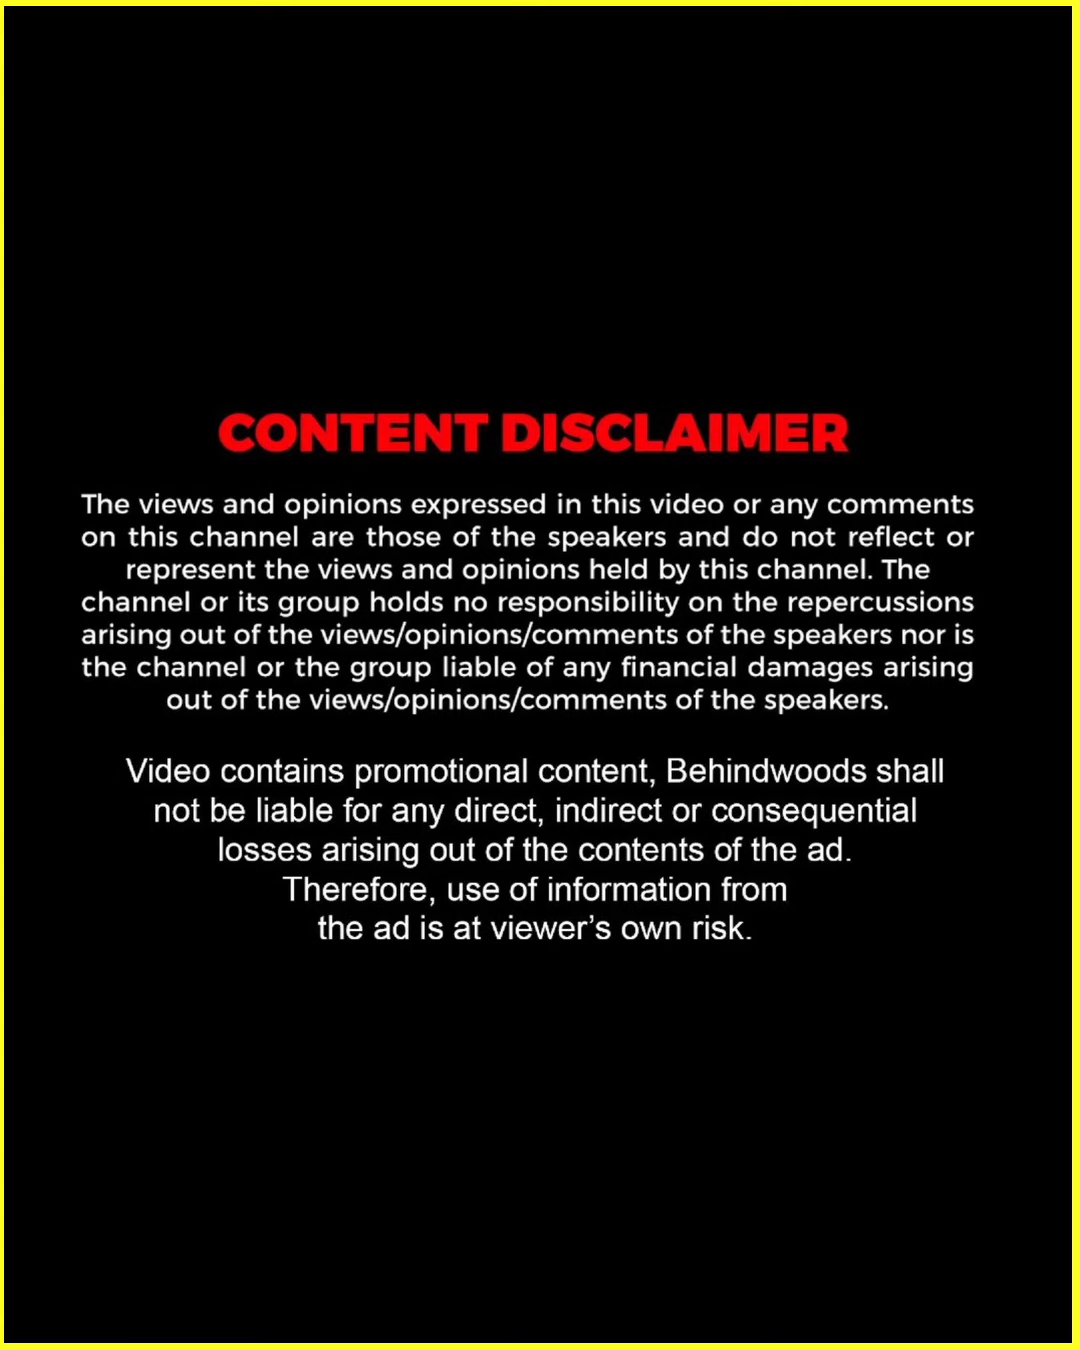 CONTENT DISCLAIMER
The views and opinions expressed in this video or any comments
on this channel are those of the speakers and do not reflect or
represent the views and opinions held by this channel. The
channel or its group holds no responsibility on the repercussions
arising out of the views/opinions/comments of the speakers nor is
the channel or the group liable of any financial damages arising
out of the views/opinions/comments of the speakers.
Video contains promotional content, Behindwoods shall
not be liable for any direct, indirect or consequential
losses arising out of the contents of the ad.
Therefore, use of information from
the ad is at viewer’s own risk.